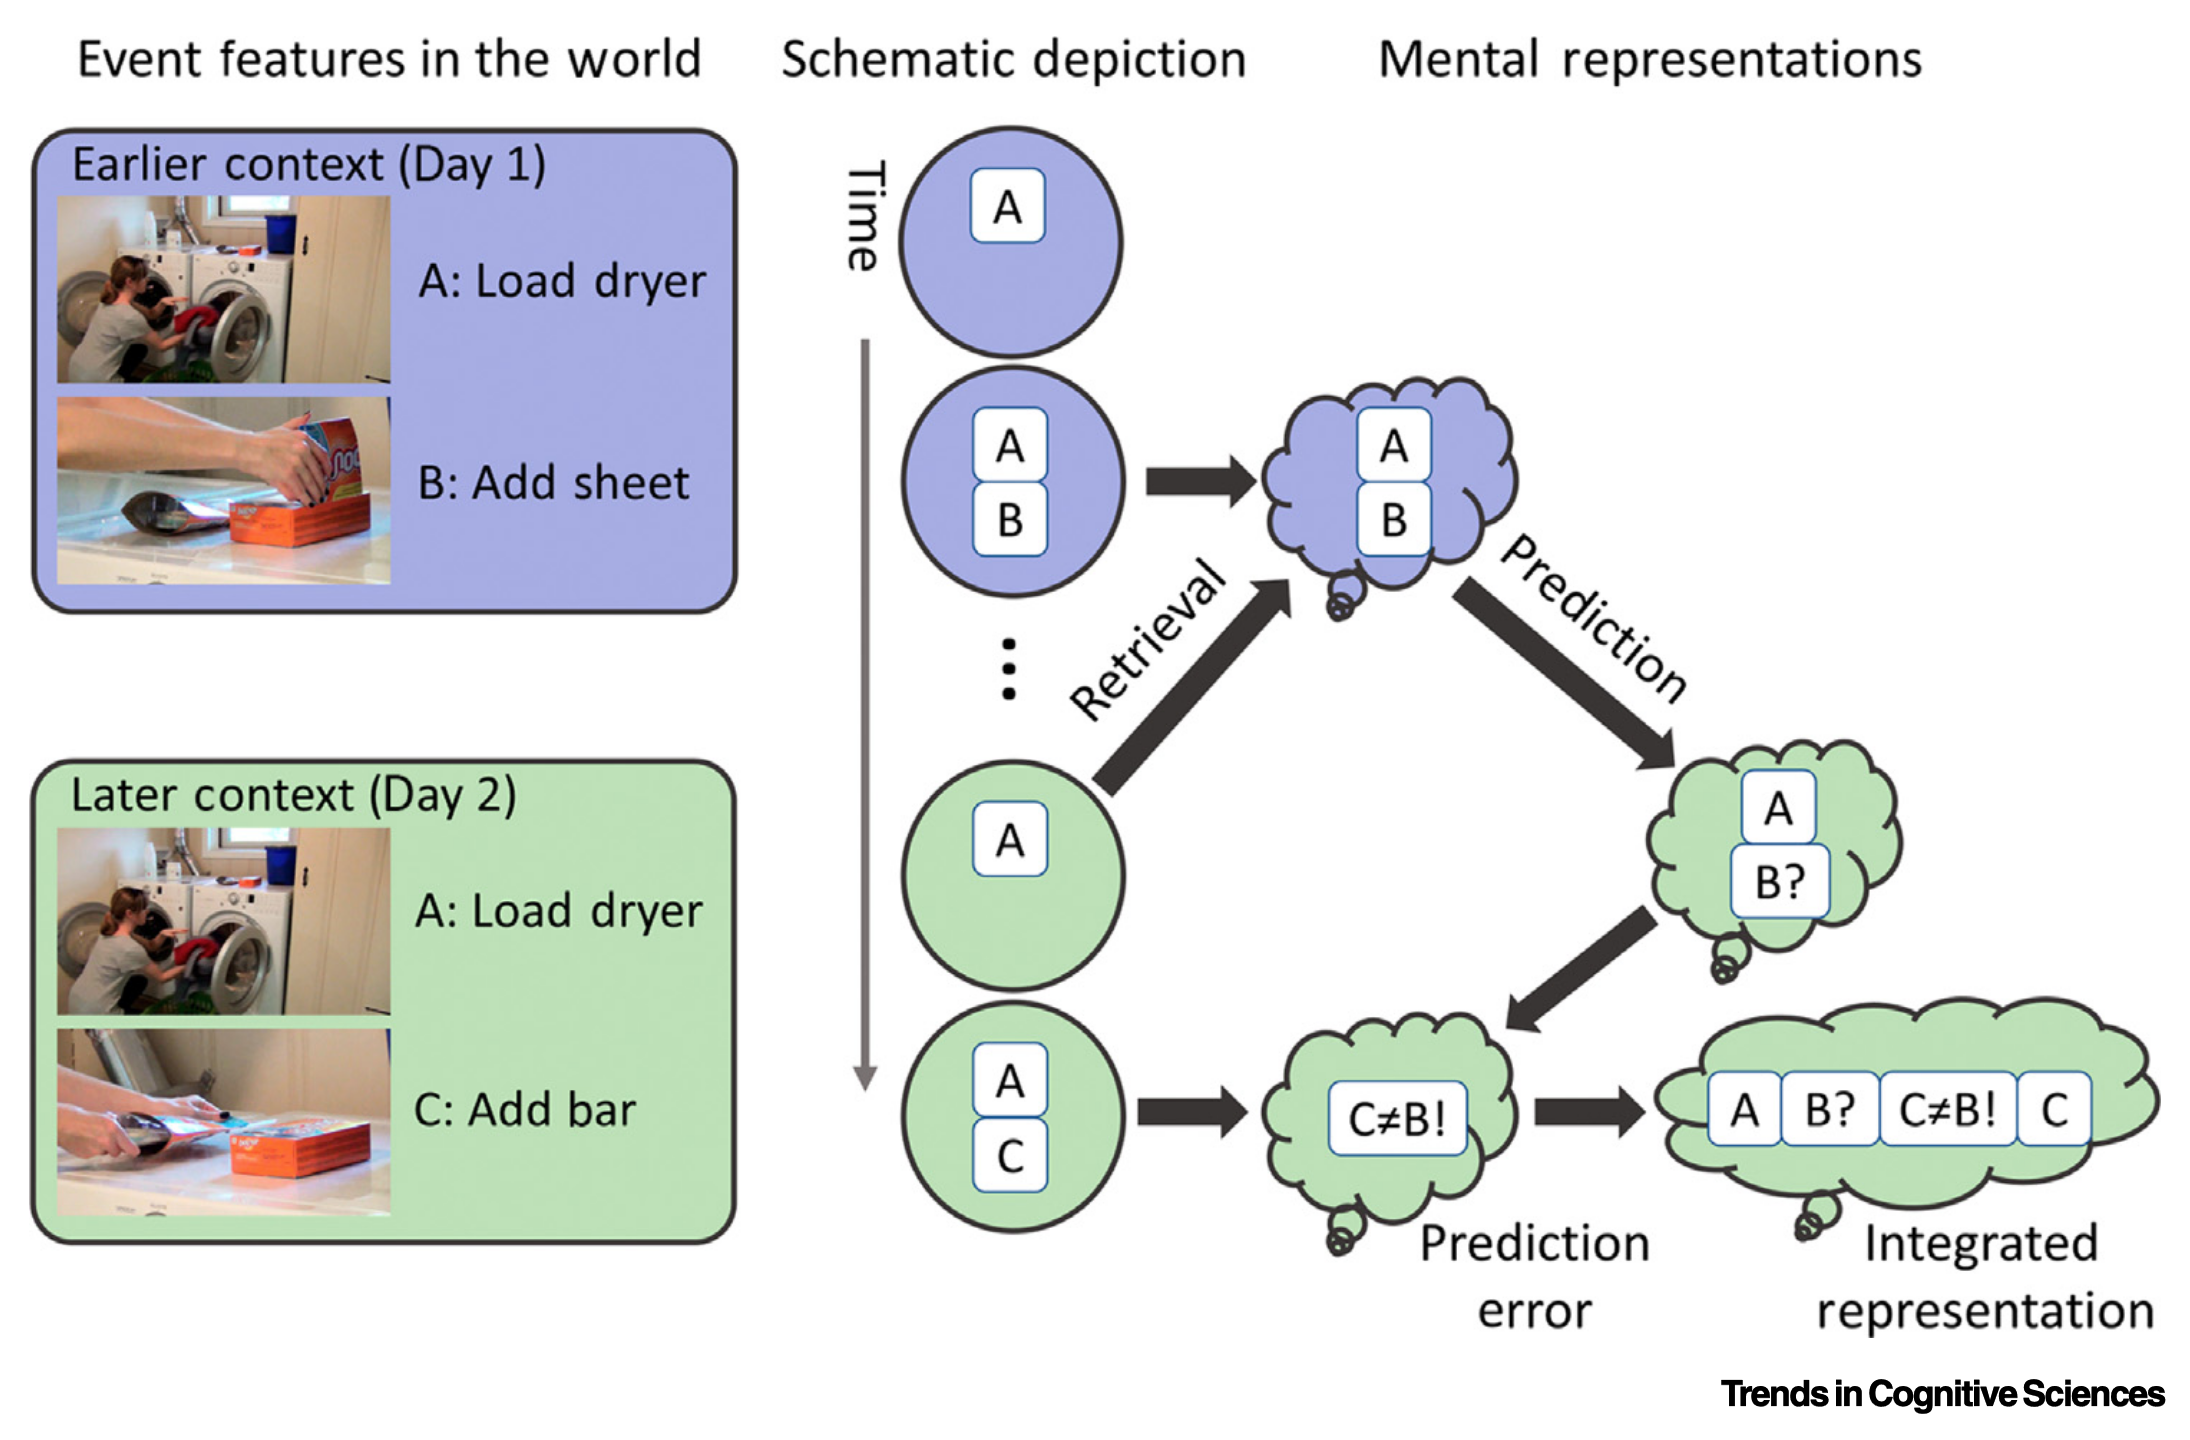 Event features in the world
Schematic depiction
Mental representations
Earlier context (Day 1)
A: Load dryer
B: Add sheet
Later context (Day 2)
A: Load dryer
C: Add bar
Time
A
A
B
A
A
C
Retrieval
A
B
Prediction
A
B?
C≠B!
Prediction
error
A B? C≠B! C
Integrated
representation
Trends in Cognitive Sciences